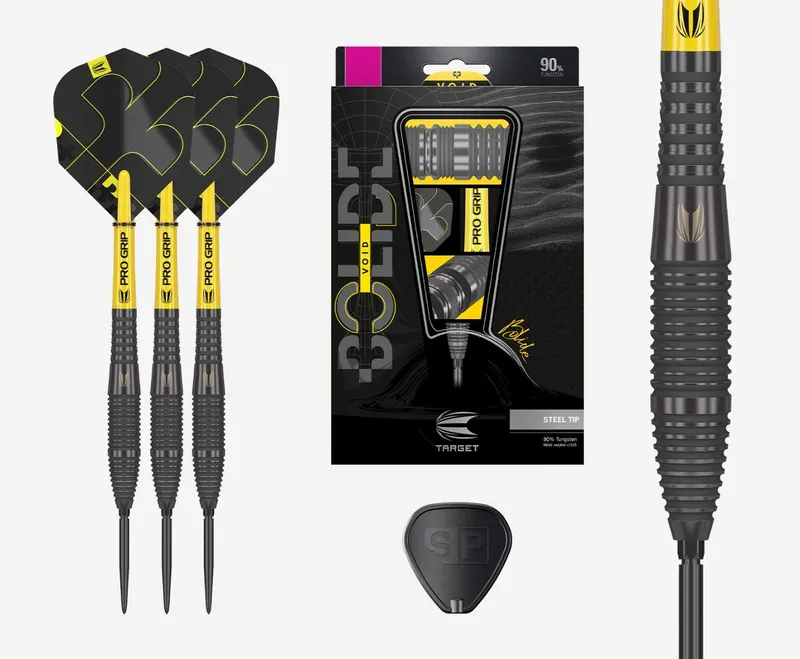 PRO GRIP
PRO GRIP
PRO GRIP
90%
TUNGSTEN
VOID
BOLIDE
VOID
PRO GRIP
Bolide
STEEL TIP
90% Tungsten
TARGET
SP